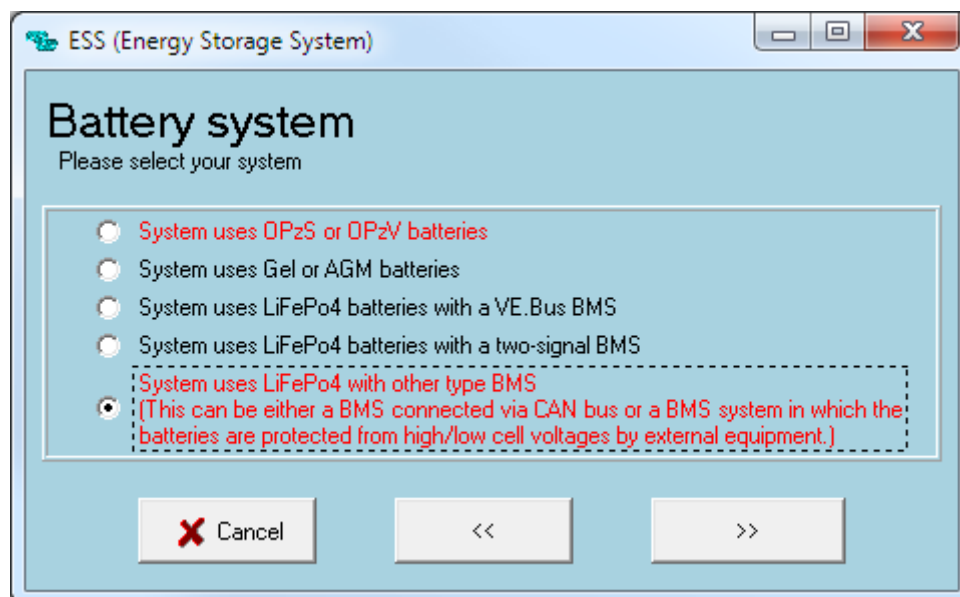 ESS (Energy Storage System)
Battery system
Please select your system
System uses OPzS or OPzV batteries
System uses Gel or AGM batteries
System uses LiFePo4 batteries with a VE.Bus BMS
System uses LiFePo4 batteries with a two-signal BMS
System uses LiFePo4 with other type BMS
(This can be either a BMS connected via CAN bus or a BMS system in which the
batteries are protected from high/low cell voltages by external equipment.)
Cancel
<<
>>